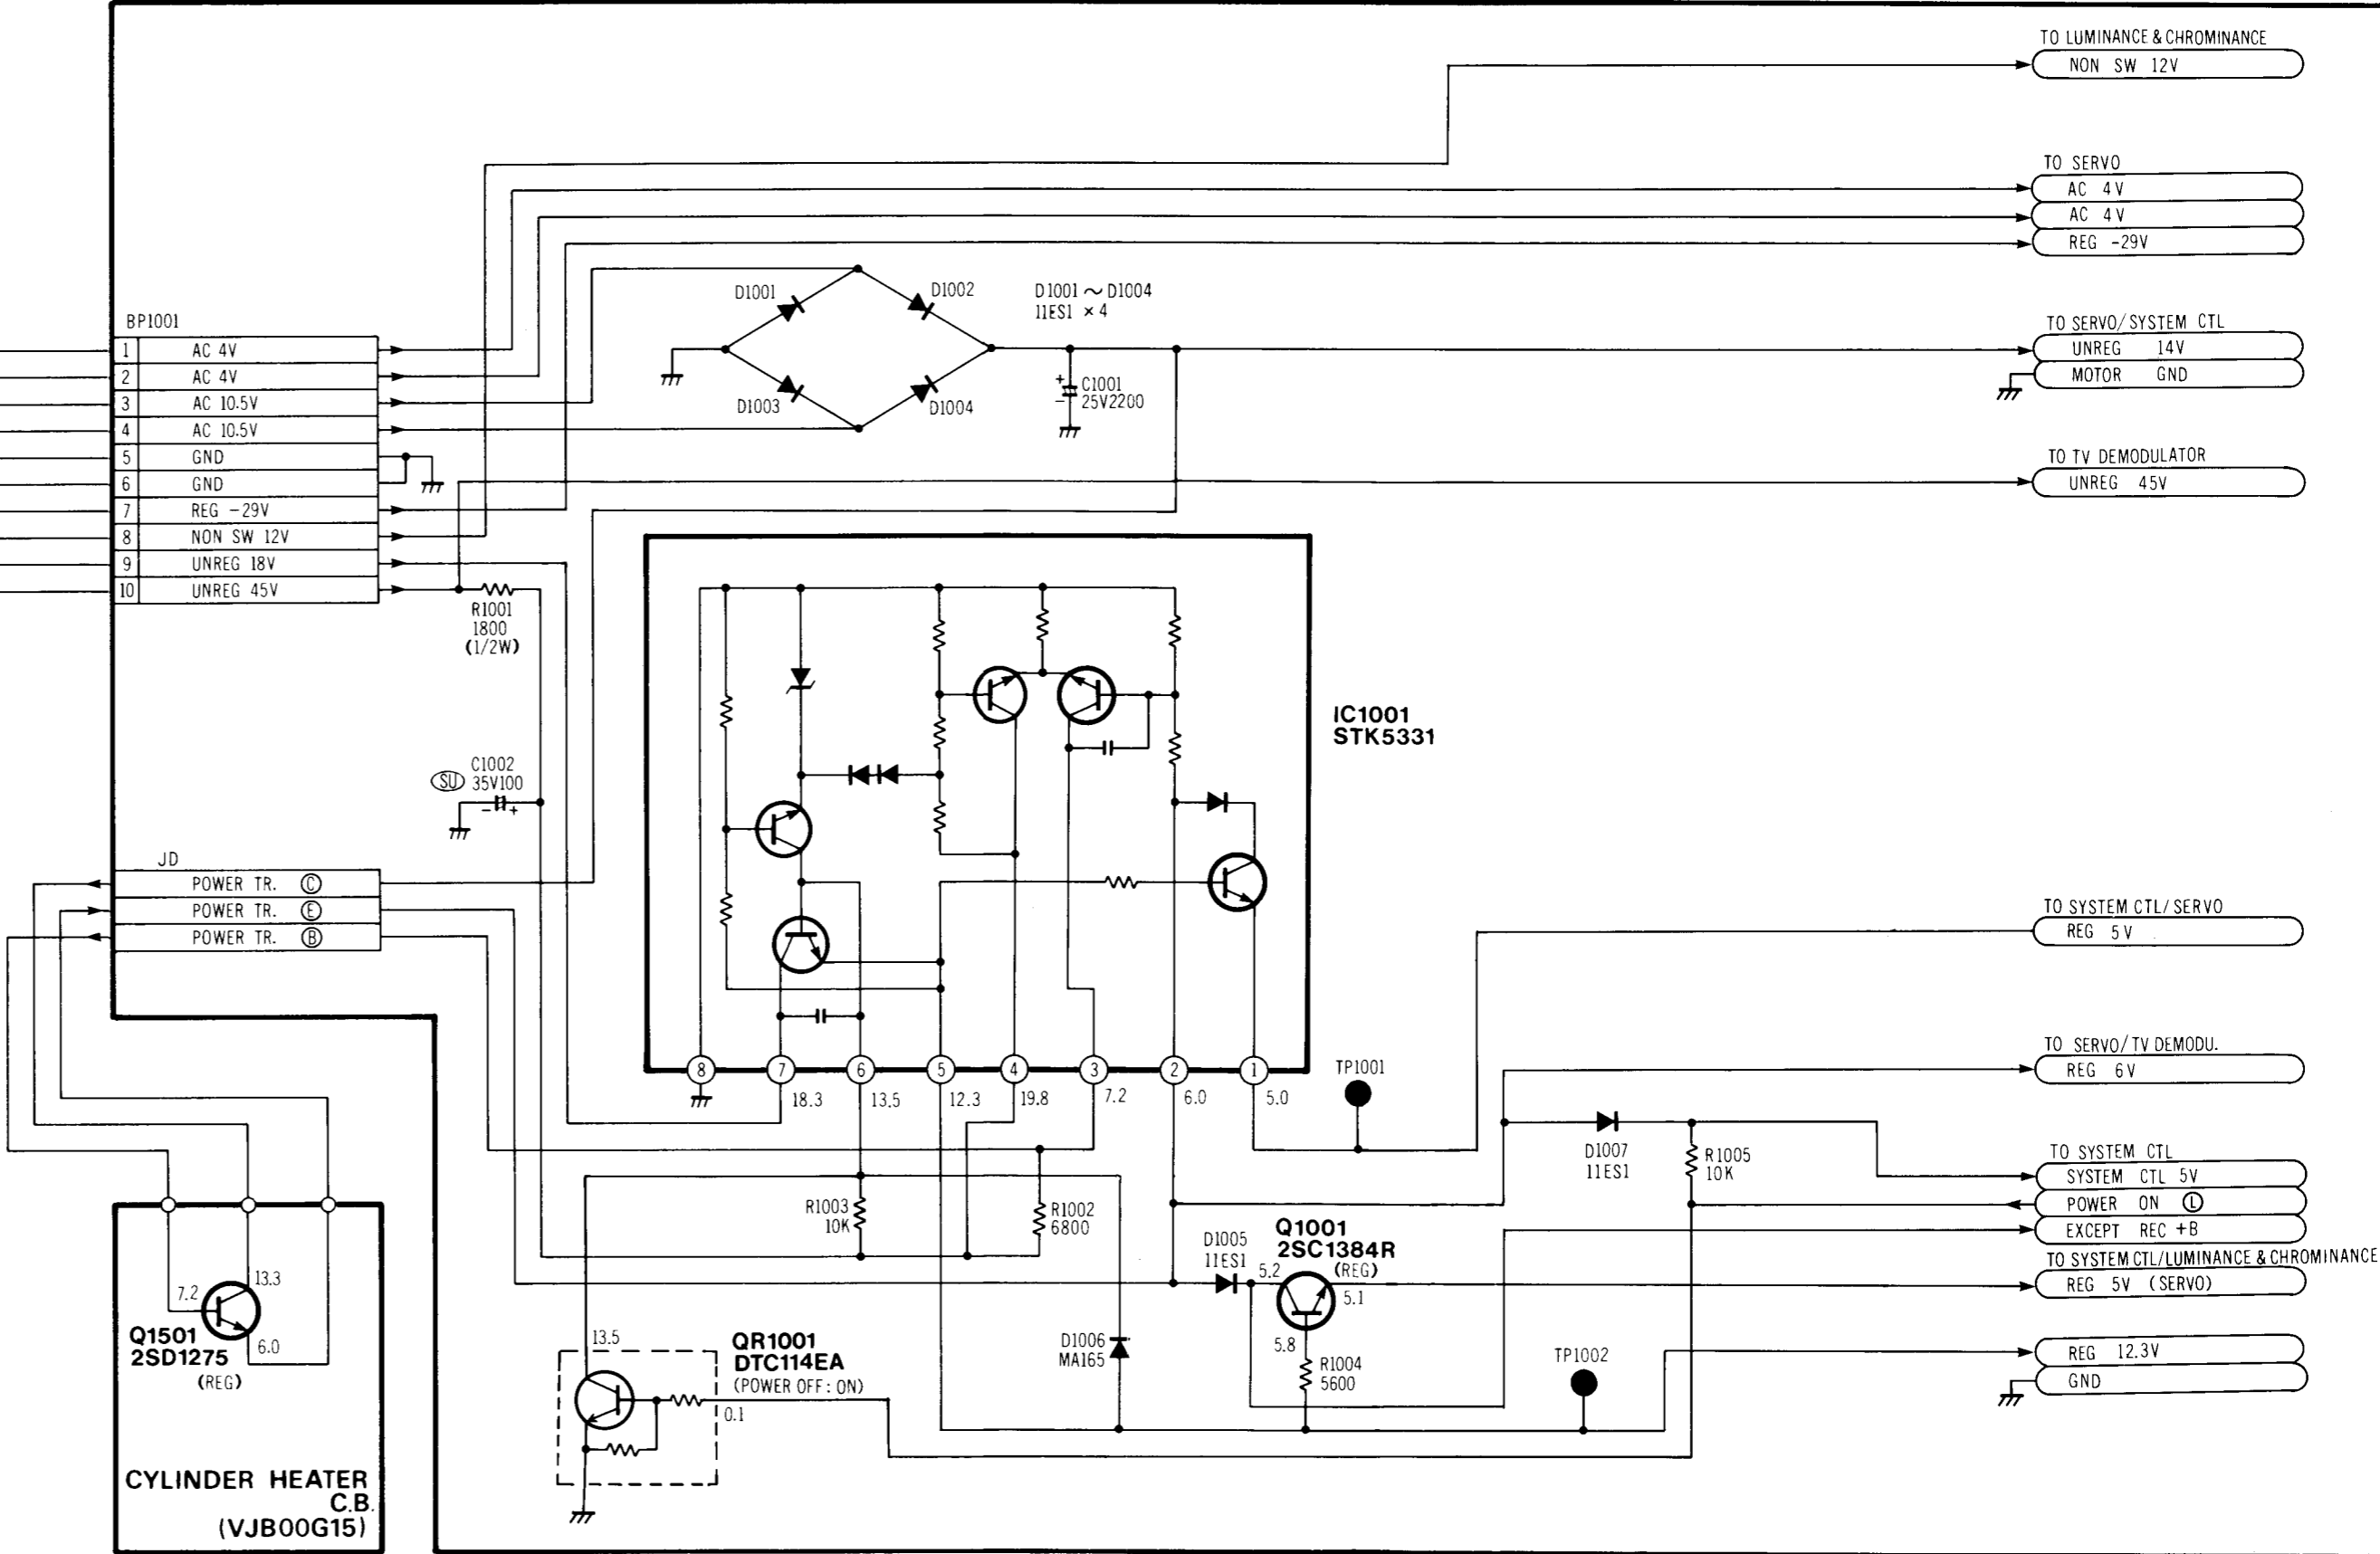 TO LUMINANCE & CHROMINANCE
NON SW 12V
TO SERVO
AC 4V
AC 4V
REG -29V
D1001
D1002
D1001 ~ D1004
11ES1 × 4
D1003
D1004
C1001
25V2200
+
-
TO SERVO/SYSTEM CTL
UNREG 14V
MOTOR GND
TO TV DEMODULATOR
UNREG 45V
BP1001
1 AC 4V
2 AC 4V
3 AC 10.5V
4 AC 10.5V
5 GND
6 GND
7 REG -29V
8 NON SW 12V
9 UNREG 18V
10 UNREG 45V
R1001
1800
(1/2W)
IC1001
STK5331
C1002
SU 35V100
- +
JD
POWER TR. C
POWER TR. E
POWER TR. B
TO SYSTEM CTL/SERVO
REG 5V
8 7 6 5 4 3 2 1
18.3 13.5 12.3 19.8 7.2 6.0 5.0
TP1001
TO SERVO/TV DEMODU.
REG 6V
D1007
11ES1
R1005
10K
TO SYSTEM CTL
SYSTEM CTL 5V
POWER ON L
EXCEPT REC +B
TO SYSTEM CTL/LUMINANCE & CHROMINANCE
REG 5V (SERVO)
R1003
10K
R1002
6800
D1005
11ES1
Q1001
2SC1384R
(REG)
5.2
5.1
5.8
R1004
5600
D1006
MA165
TP1002
REG 12.3V
GND
13.5
QR1001
DTC114EA
(POWER OFF: ON)
0.1
7.2
13.3
6.0
Q1501
2SD1275
(REG)
CYLINDER HEATER
C.B.
(VJB00G15)